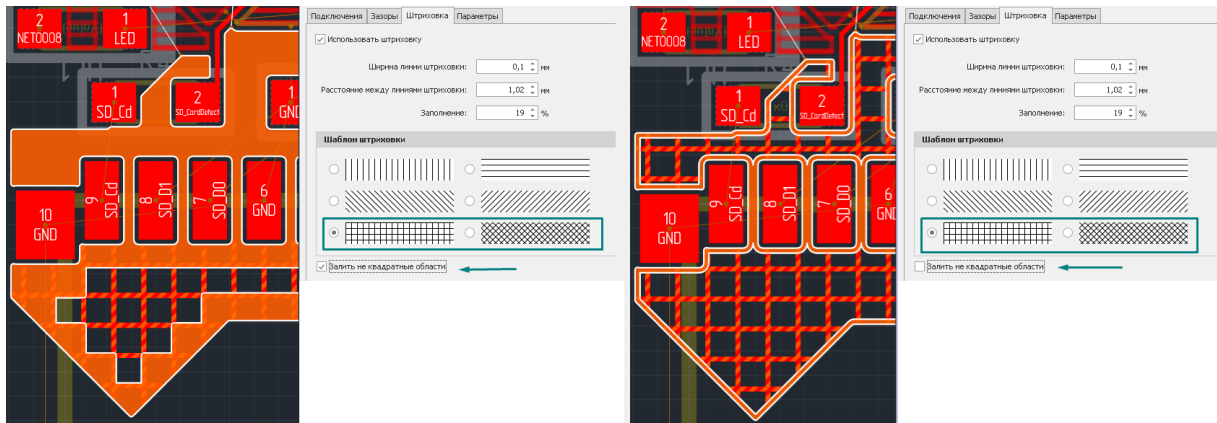 2
NET0008
1
LED
1
SD_Cd
2
SD_CardDetect
1
GND
9
SD_Cd
8
SD_D1
7
SD_D0
6
GND
10
GND
Подключения Зазоры Штриховка Параметры
Использовать штриховку
Ширина линии штриховки: 0,1 мм
Расстояние между линиями штриховки: 1,02 мм
Заполнение: 19 %
Шаблон штриховки
Залить не квадратные области
2
NET0008
1
LED
1
SD_Cd
2
SD_CardDetect
1
9
SD_Cd
8
SD_D1
7
SD_D0
6
10
GND
Подключения Зазоры Штриховка Параметры
Использовать штриховку
Ширина линии штриховки: 0,1 мм
Расстояние между линиями штриховки: 1,02 мм
Заполнение: 19 %
Шаблон штриховки
Залить не квадратные области